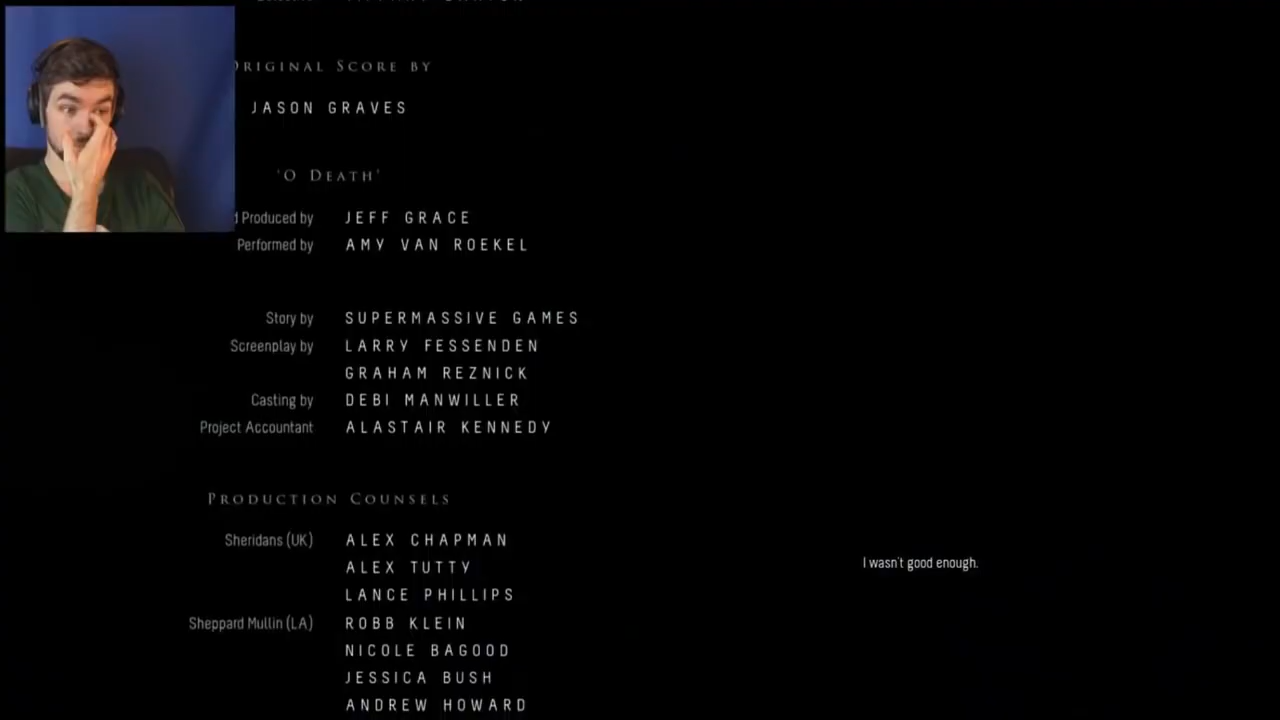 ORIGINAL SCORE BY
JASON GRAVES
'O DEATH'
Produced by JEFF GRACE
Performed by AMY VAN ROEKEL
Story by SUPERMASSIVE GAMES
Screenplay by LARRY FESSENDEN
GRAHAM REZNICK
Casting by DEBI MANWILLER
Project Accountant ALASTAIR KENNEDY
PRODUCTION COUNSELS
Sheridans (UK) ALEX CHAPMAN
ALEX TUTTY
LANCE PHILLIPS
Sheppard Mullin (LA) ROBB KLEIN
NICOLE BAGOOD
JESSICA BUSH
ANDREW HOWARD
I wasn't good enough.